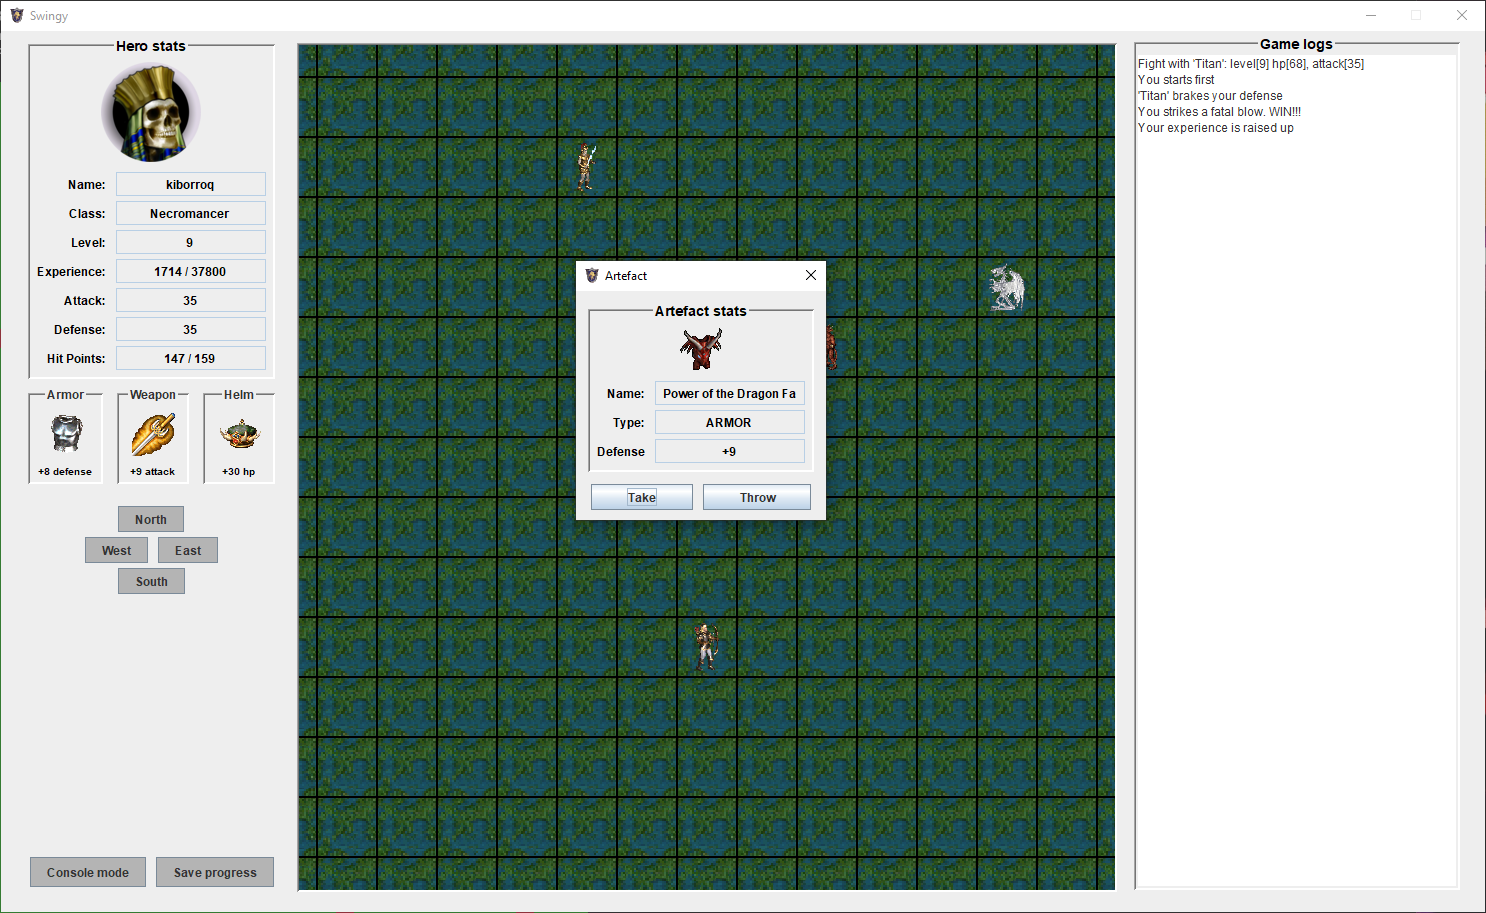 Swingy
Hero stats
Name: kiborroq
Class: Necromancer
Level: 9
Experience: 1714 / 37800
Attack: 35
Defense: 35
Hit Points: 147 / 159
Armor Weapon Helm
+8 defense +9 attack +30 hp
North
West East
South
Console mode Save progress
Artefact
Artefact stats
Name: Power of the Dragon Fa
Type: ARMOR
Defense +9
Take Throw
Game logs
Fight with 'Titan': level[9] hp[68], attack[35]
You starts first
'Titan' brakes your defense
You strikes a fatal blow. WIN!!!
Your experience is raised up